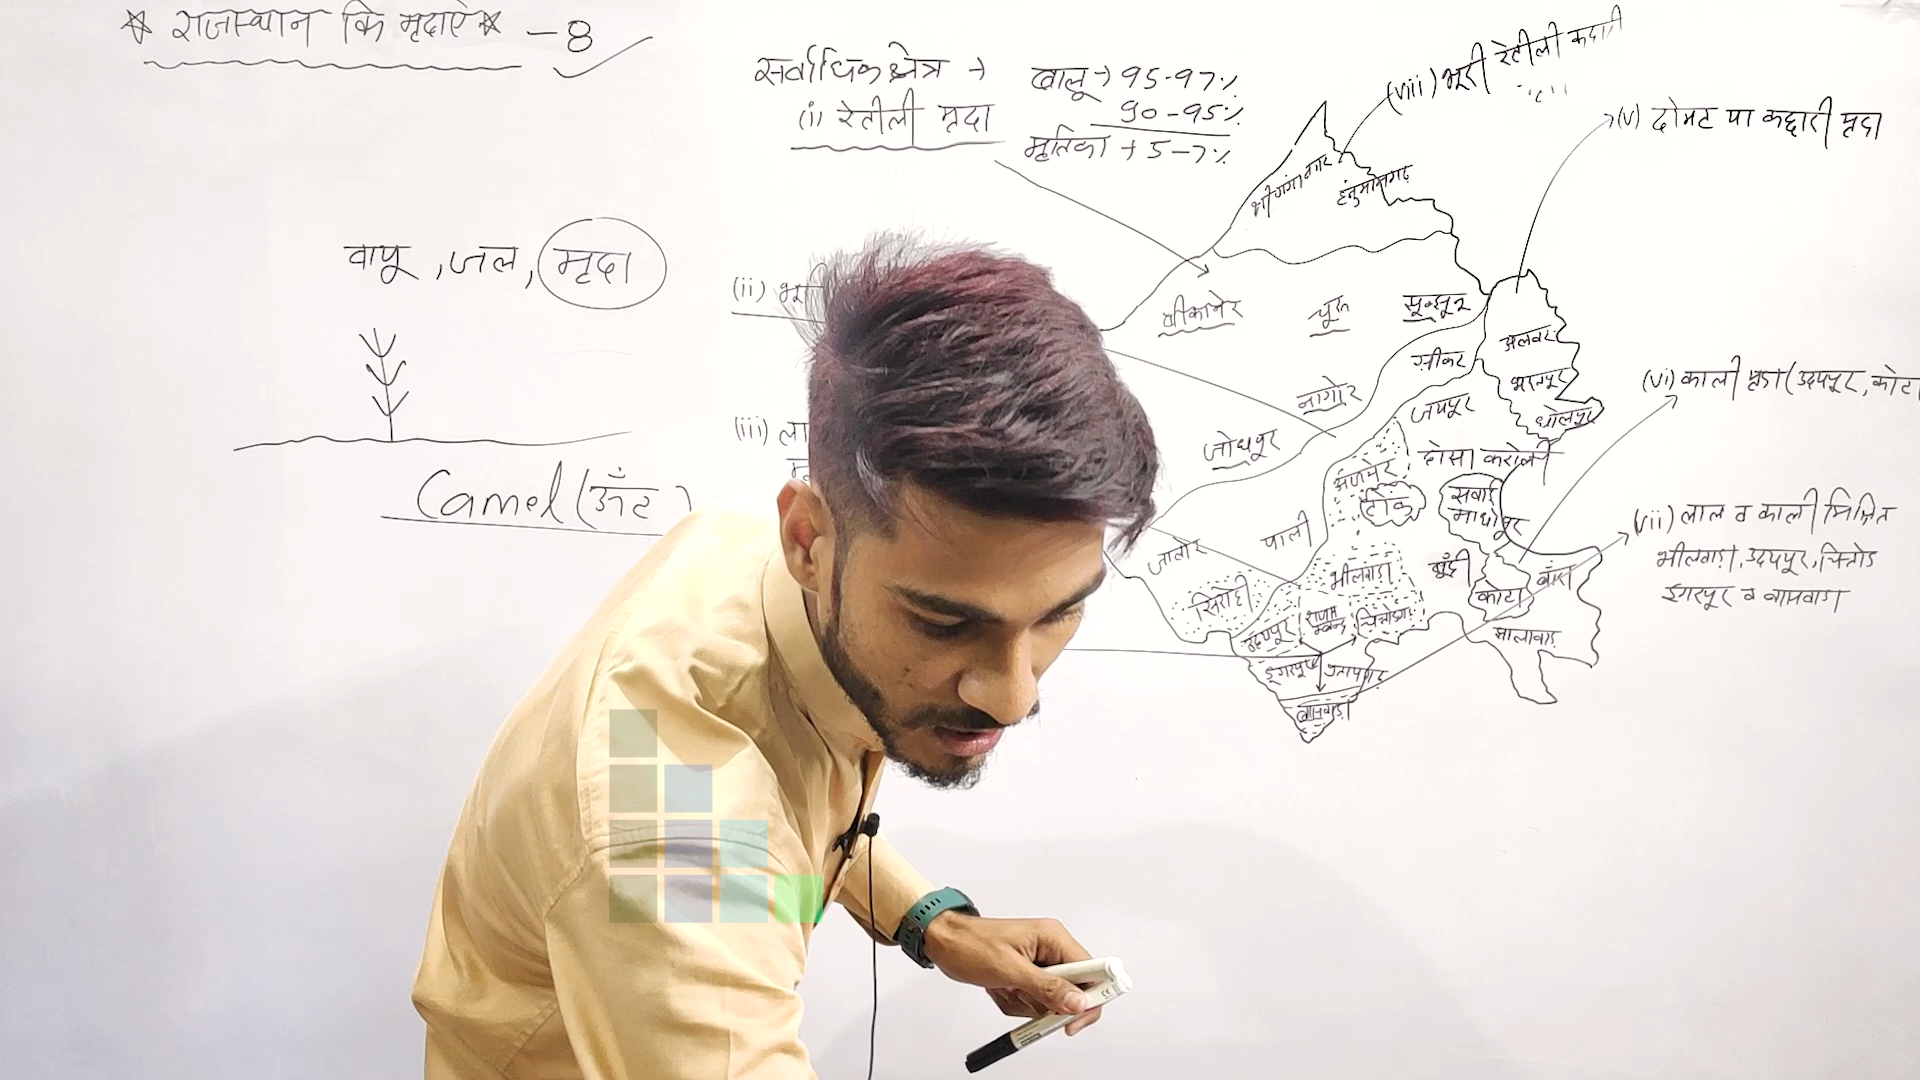 * राजस्थान कि मृदाऐ * - 8
सर्वाधिक क्षेत्र →
(i) रेतीली मृदा
बालू → 95-97%
90-95%
मृतिका → 5-7%
(viii) भूरी रेतीली कछारी
(v) दोमट या कछारी मृदा
वायु, जल, मृदा
(ii) भूरी
(iii) ला
Camel (ऊँट)
श्री गंगानगर
हनुमानगढ़
बीकानेर
चूरू
झुन्झुनू
सीकर
अलवर
भरतपुर
धोलपुर
नागौर
जयपुर
जोधपुर
दोसा करोली
अजमेर
टोंक
सवाई
माधोपुर
जालोर
पाली
सिरोही
भीलवाड़ा
बूँदी
कोटा
बाँरा
उदयपुर
राजसमन्द
चित्तोड़गढ़
झालावाड़
डुंगरपुर
प्रतापगढ़
बांसवाड़ा
(vi) काली मृदा (उदयपुर, कोटा
(vii) लाल व काली मिश्रित
भीलवाड़ा, उदयपुर, चित्तोड़
डुंगरपुर व बासवाड़ा